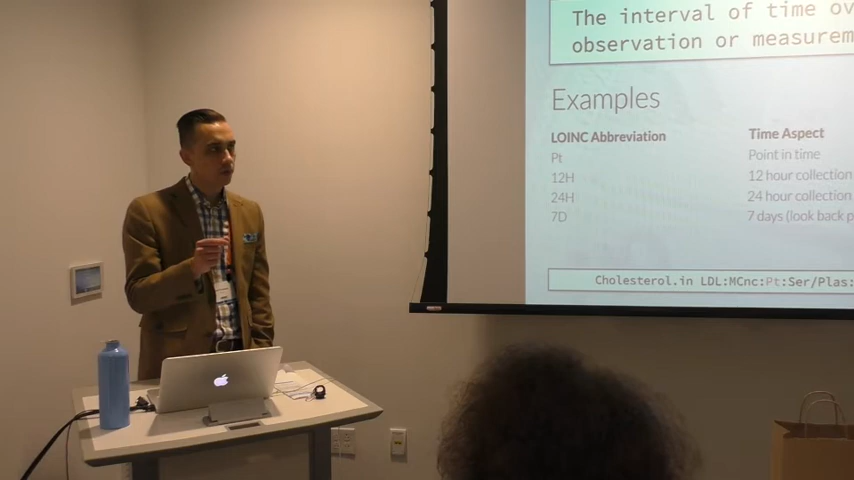 The interval of time ov
observation or measurem
Examples
LOINC Abbreviation Time Aspect
Pt Point in time
12H 12 hour collection
24H 24 hour collection
7D 7 days (look back p
Cholesterol.in LDL:MCnc:Pt:Ser/Plas: